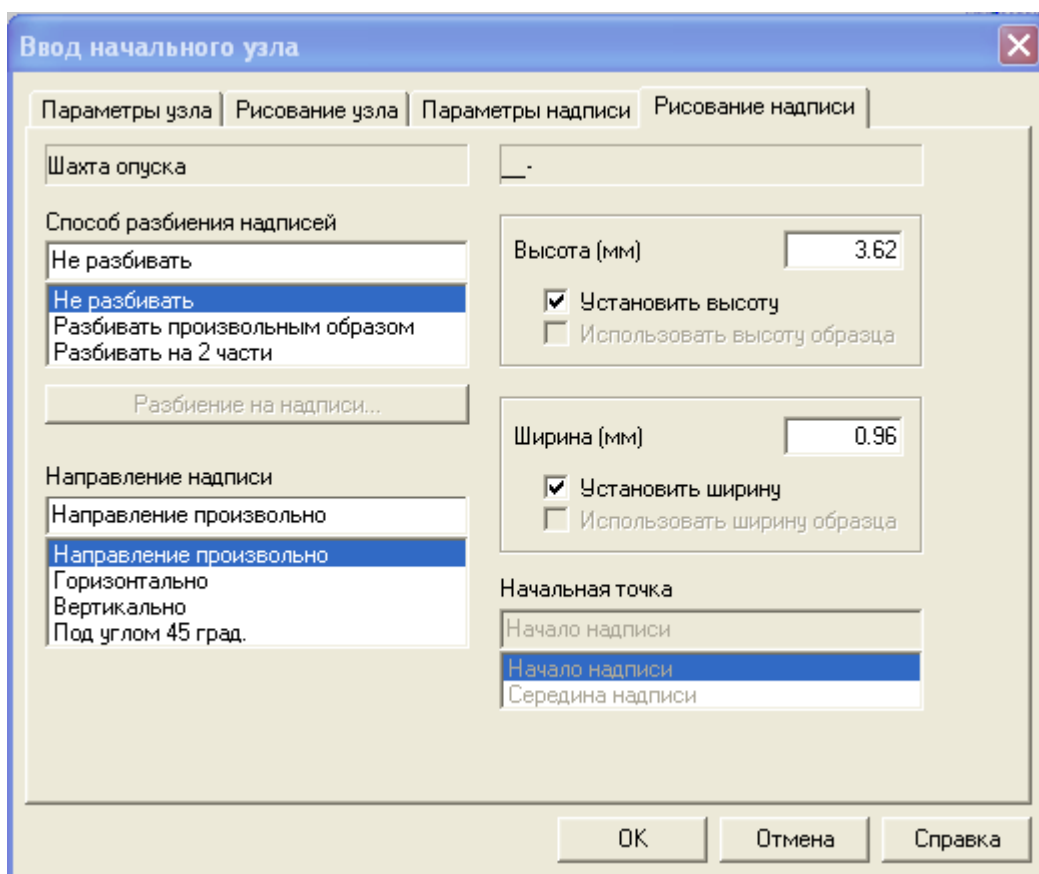 Ввод начального узла
Параметры узла Рисование узла Параметры надписи Рисование надписи
Шахта опуска
__-
Способ разбиения надписей
Не разбивать
Не разбивать
Разбивать произвольным образом
Разбивать на 2 части
Разбиение на надписи...
Направление надписи
Направление произвольно
Направление произвольно
Горизонтально
Вертикально
Под углом 45 град.
Высота (мм) 3.62
Установить высоту
Использовать высоту образца
Ширина (мм) 0.96
Установить ширину
Использовать ширину образца
Начальная точка
Начало надписи
Начало надписи
Середина надписи
OK Отмена Справка